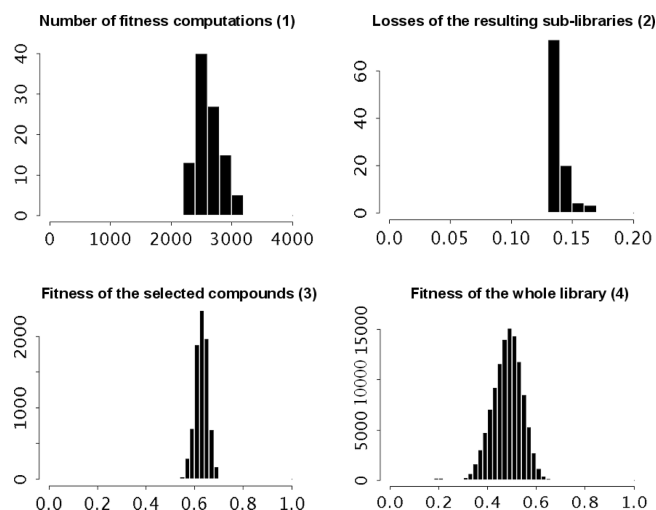 Number of fitness computations (1)
Losses of the resulting sub-libraries (2)
0 10 20 30 40
0 20 40 60
0 1000 2000 3000 4000
0.0 0.05 0.10 0.15 0.20
Fitness of the selected compounds (3)
Fitness of the whole library (4)
0 1000 2000
0 5000 10000 15000
0.0 0.2 0.4 0.6 0.8 1.0
0.0 0.2 0.4 0.6 0.8 1.0